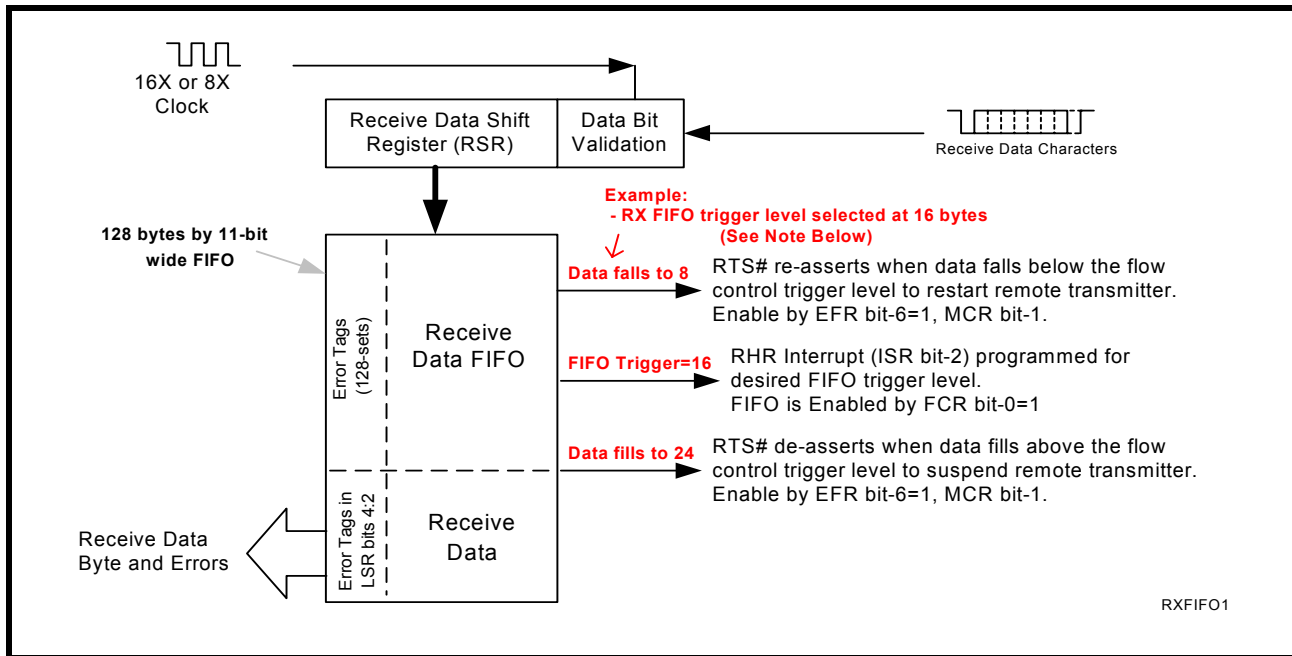 16X or 8X
Clock
Receive Data Shift
Register (RSR)
Data Bit
Validation
Receive Data Characters
Example:
- RX FIFO trigger level selected at 16 bytes
(See Note Below)
128 bytes by 11-bit
wide FIFO
Error Tags
(128-sets)
Receive
Data FIFO
Data falls to 8
RTS# re-asserts when data falls below the flow
control trigger level to restart remote transmitter.
Enable by EFR bit-6=1, MCR bit-1.
FIFO Trigger=16
RHR Interrupt (ISR bit-2) programmed for
desired FIFO trigger level.
FIFO is Enabled by FCR bit-0=1
Data fills to 24
RTS# de-asserts when data fills above the flow
control trigger level to suspend remote transmitter.
Enable by EFR bit-6=1, MCR bit-1.
Error Tags in
LSR bits 4:2
Receive
Data
Receive Data
Byte and Errors
RXFIFO1